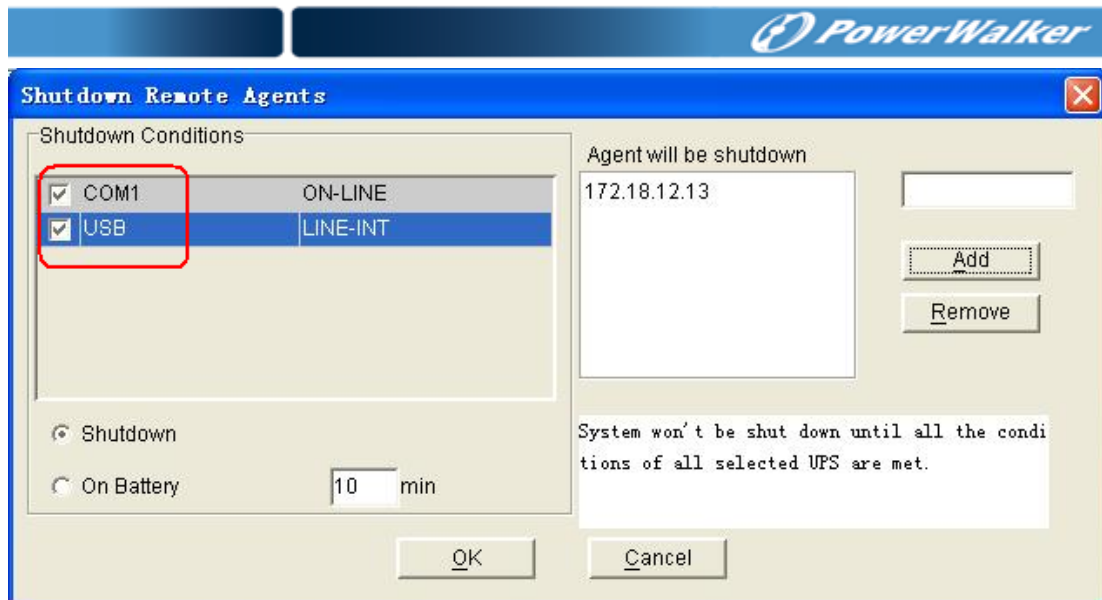 PowerWalker
Shutdown Remote Agents
Shutdown Conditions
COM1 ON-LINE
USB LINE-INT
Shutdown
On Battery 10 min
Agent will be shutdown
172.18.12.13
Add
Remove
System won't be shut down until all the condi
tions of all selected UPS are met.
OK Cancel